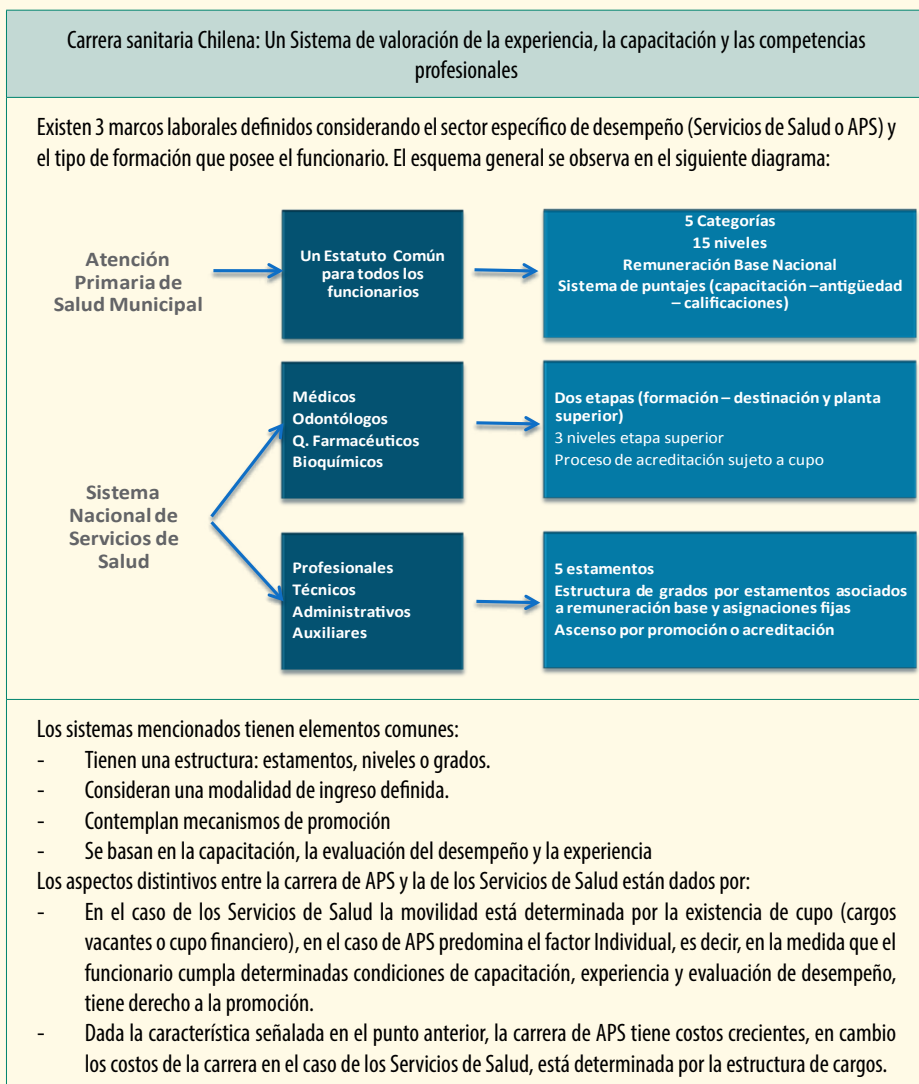 Carrera sanitaria Chilena: Un Sistema de valoración de la experiencia, la capacitación y las competencias
profesionales
Existen 3 marcos laborales definidos considerando el sector específico de desempeño (Servicios de Salud o APS) y
el tipo de formación que posee el funcionario. El esquema general se observa en el siguiente diagrama:
Atención
Primaria de
Salud Municipal
Un Estatuto Común
para todos los
funcionarios
5 Categorías
15 niveles
Remuneración Base Nacional
Sistema de puntajes (capacitación –antigüedad
– calificaciones)
Sistema
Nacional de
Servicios de
Salud
Médicos
Odontólogos
Q. Farmacéuticos
Bioquímicos
Dos etapas (formación – destinación y planta
superior)
3 niveles etapa superior
Proceso de acreditación sujeto a cupo
Profesionales
Técnicos
Administrativos
Auxiliares
5 estamentos
Estructura de grados por estamentos asociados
a remuneración base y asignaciones fijas
Ascenso por promoción o acreditación
Los sistemas mencionados tienen elementos comunes:
- Tienen una estructura: estamentos, niveles o grados.
- Consideran una modalidad de ingreso definida.
- Contemplan mecanismos de promoción
- Se basan en la capacitación, la evaluación del desempeño y la experiencia
Los aspectos distintivos entre la carrera de APS y la de los Servicios de Salud están dados por:
- En el caso de los Servicios de Salud la movilidad está determinada por la existencia de cupo (cargos
vacantes o cupo financiero), en el caso de APS predomina el factor Individual, es decir, en la medida que el
funcionario cumpla determinadas condiciones de capacitación, experiencia y evaluación de desempeño,
tiene derecho a la promoción.
- Dada la característica señalada en el punto anterior, la carrera de APS tiene costos crecientes, en cambio
los costos de la carrera en el caso de los Servicios de Salud, está determinada por la estructura de cargos.